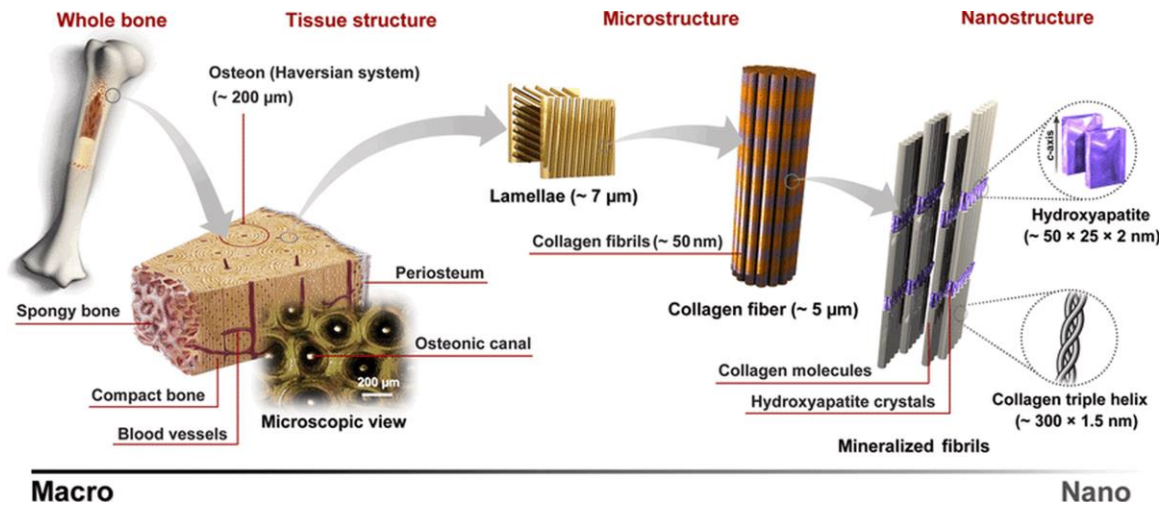 Whole bone
Tissue structure
Microstructure
Nanostructure
Osteon (Haversian system)
(~ 200 µm)
Lamellae (~ 7 µm)
Collagen fibrils (~ 50 nm)
Collagen fiber (~ 5 µm)
c-axis
Hydroxyapatite
(~ 50 × 25 × 2 nm)
Periosteum
Spongy bone
Osteonic canal
200 µm
Compact bone
Blood vessels
Microscopic view
Collagen molecules
Hydroxyapatite crystals
Collagen triple helix
(~ 300 × 1.5 nm)
Mineralized fibrils
Macro
Nano